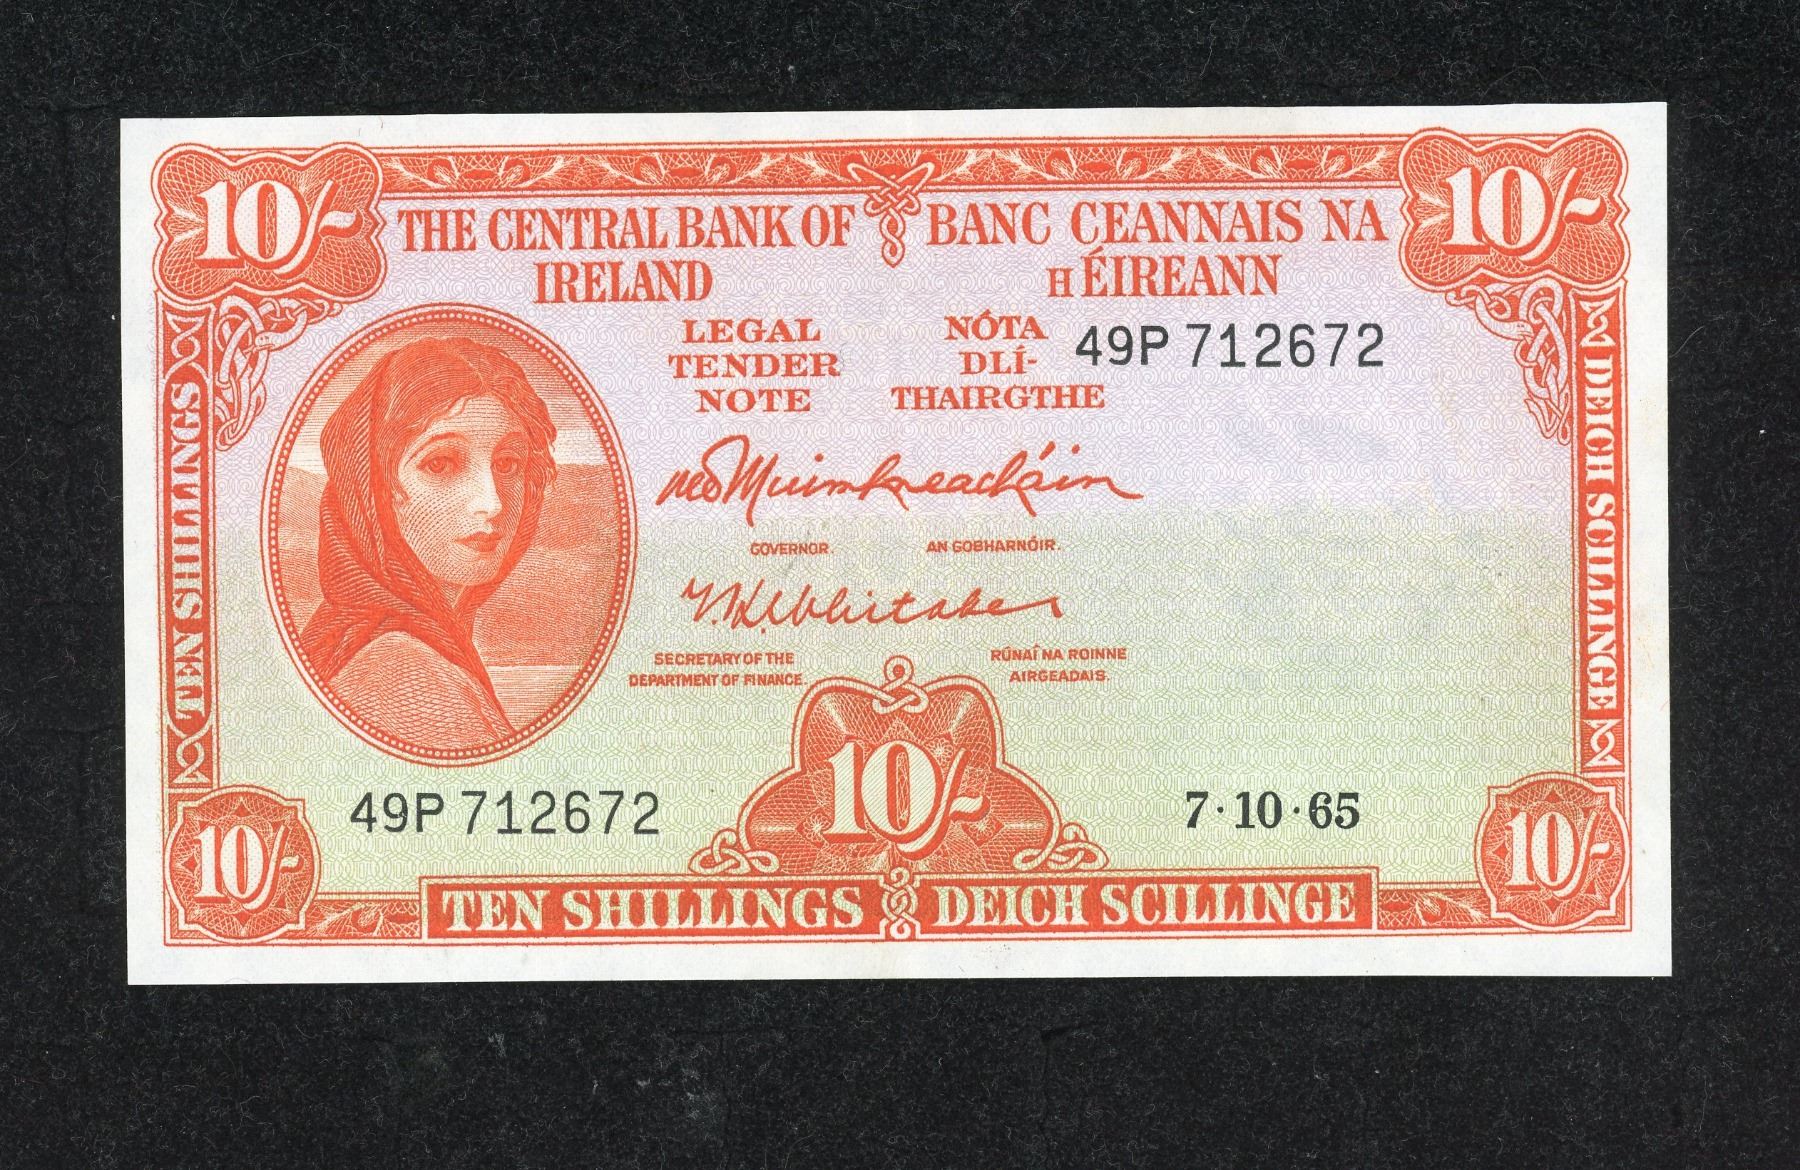 10/-
10/-
THE CENTRAL BANK OF
IRELAND
BANC CEANNAIS NA
H ÉIREANN
LEGAL
TENDER
NOTE
NÓTA
DLÍ-
THAIRGTHE
49P 712672
TEN SHILLINGS
DEICH SCILLINGE
M Ó Muimhneacháin
GOVERNOR.
AN GOBHARNÓIR.
T. K. Whitaker
SECRETARY OF THE
DEPARTMENT OF FINANCE.
RÚNAÍ NA ROINNE
AIRGEADAIS.
49P 712672
10/-
7·10·65
10/-
10/-
TEN SHILLINGS
DEICH SCILLINGE